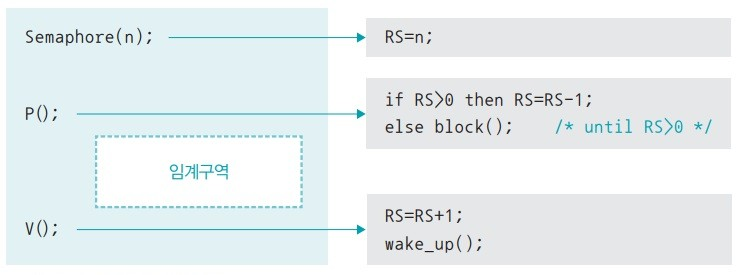 Semaphore(n);
RS=n;
P();
if RS>0 then RS=RS-1;
else block(); /* until RS>0 */
임계구역
V();
RS=RS+1;
wake_up();